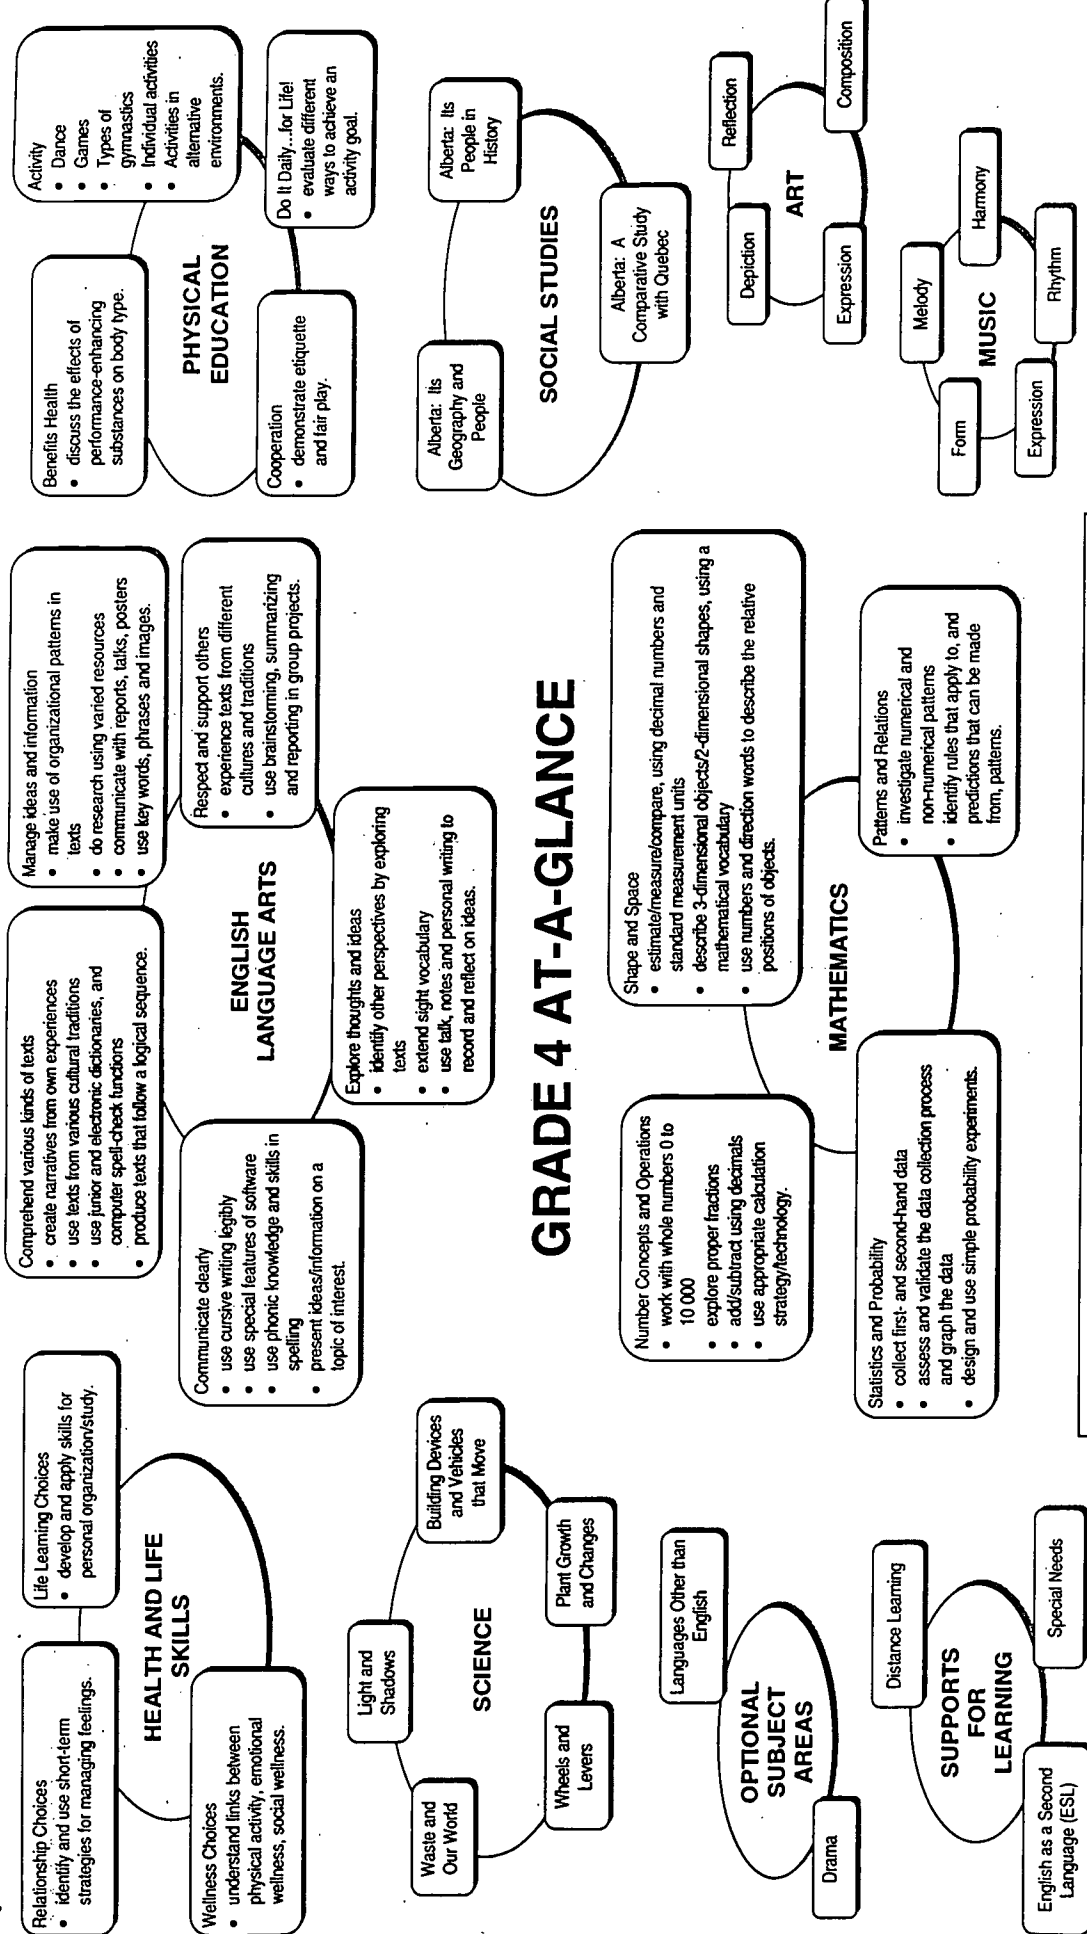 Relationship Choices
• identify and use short-term
strategies for managing feelings.
Life Learning Choices
• develop and apply skills for
personal organization/study.
HEALTH AND LIFE
SKILLS
Wellness Choices
• understand links between
physical activity, emotional
wellness, social wellness.
Comprehend various kinds of texts
• create narratives from own experiences
• use texts from various cultural traditions
• use junior and electronic dictionaries, and
computer spell-check functions
• produce texts that follow a logical sequence.
Manage ideas and information
• make use of organizational patterns in
texts
• do research using varied resources
• communicate with reports, talks, posters
• use key words, phrases and images.
Communicate clearly
• use cursive writing legibly
• use special features of software
• use phonic knowledge and skills in
spelling
• present ideas/information on a
topic of interest.
ENGLISH
LANGUAGE ARTS
Respect and support others
• experience texts from different
cultures and traditions
• use brainstorming, summarizing
and reporting in group projects.
Explore thoughts and ideas
• identify other perspectives by exploring
texts
• extend sight vocabulary
• use talk, notes and personal writing to
record and reflect on ideas.
Benefits Health
• discuss the effects of
performance-enhancing
substances on body type.
Activity
• Dance
• Games
• Types of
gymnastics
• Individual activities
• Activities in
alternative
environments.
PHYSICAL
EDUCATION
Cooperation
• demonstrate etiquette
and fair play.
Do It Daily...for Life!
• evaluate different
ways to achieve an
activity goal.
Light and
Shadows
Waste and
Our World
Building Devices
and Vehicles
that Move
SCIENCE
Wheels and
Levers
Plant Growth
and Changes
GRADE 4 AT-A-GLANCE
Alberta: Its
Geography and
People
Alberta: Its
People in
History
SOCIAL STUDIES
Alberta: A
Comparative Study
with Quebec
Languages Other than
English
OPTIONAL
SUBJECT
AREAS
Drama
Number Concepts and Operations
• work with whole numbers 0 to
10 000
• explore proper fractions
• add/subtract using decimals
• use appropriate calculation
strategy/technology.
Shape and Space
• estimate/measure/compare, using decimal numbers and
standard measurement units
• describe 3-dimensional objects/2-dimensional shapes, using a
mathematical vocabulary
• use numbers and direction words to describe the relative
positions of objects.
MATHEMATICS
Statistics and Probability
• collect first- and second-hand data
• assess and validate the data collection process
and graph the data
• design and use simple probability experiments.
Patterns and Relations
• investigate numerical and
non-numerical patterns
• identify rules that apply to, and
predictions that can be made
from, patterns.
Reflection
Depiction
ART
Expression
Composition
Distance Learning
SUPPORTS
FOR
LEARNING
English as a Second
Language (ESL)
Special Needs
Melody
Form
Harmony
MUSIC
Expression
Rhythm